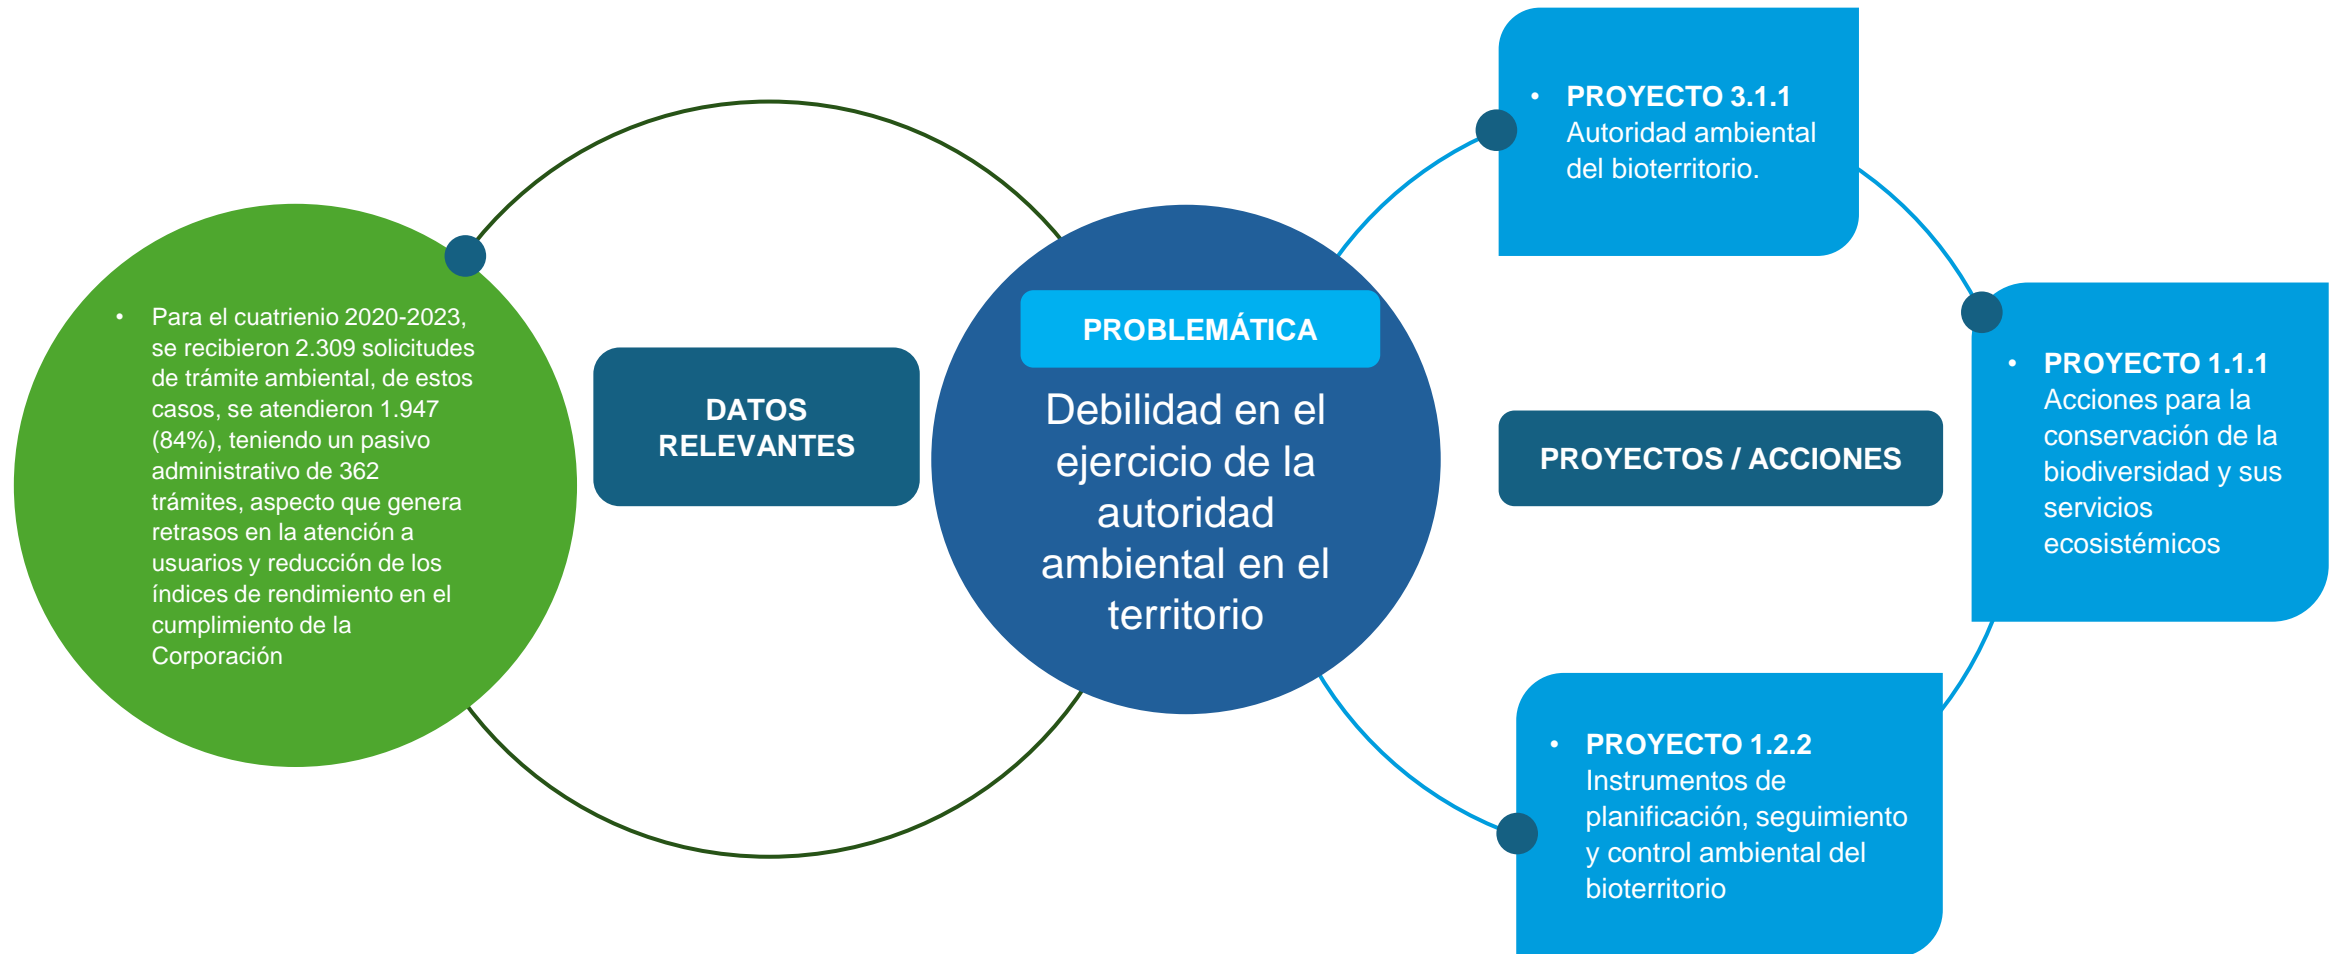 • Para el cuatrienio 2020-2023,
se recibieron 2.309 solicitudes
de trámite ambiental, de estos
casos, se atendieron 1.947
(84%), teniendo un pasivo
administrativo de 362
trámites, aspecto que genera
retrasos en la atención a
usuarios y reducción de los
índices de rendimiento en el
cumplimiento de la
Corporación
DATOS
RELEVANTES
PROBLEMÁTICA
Debilidad en el
ejercicio de la
autoridad
ambiental en el
territorio
PROYECTOS / ACCIONES
• PROYECTO 3.1.1
Autoridad ambiental
del bioterritorio.
• PROYECTO 1.1.1
Acciones para la
conservación de la
biodiversidad y sus
servicios
ecosistémicos
• PROYECTO 1.2.2
Instrumentos de
planificación, seguimiento
y control ambiental del
bioterritorio